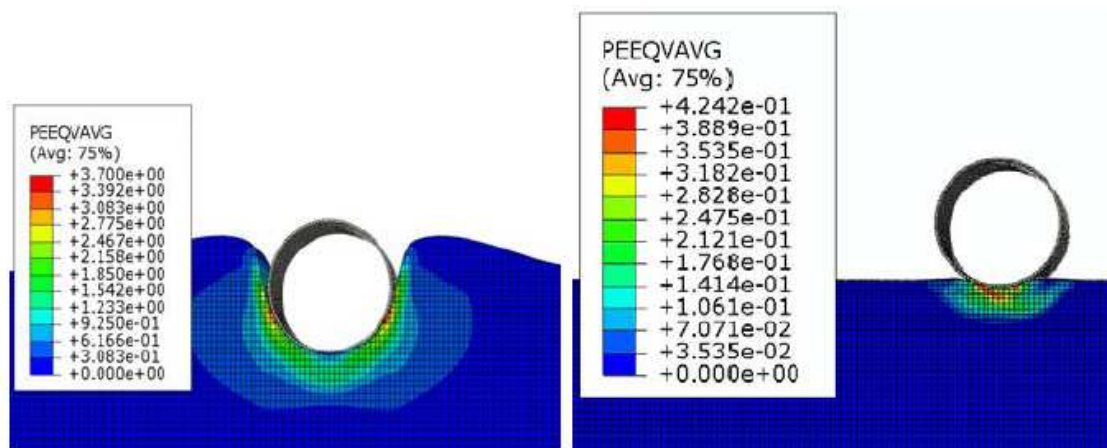 PEEQVAVG
(Avg: 75%)
+3.700e+00
+3.392e+00
+3.083e+00
+2.775e+00
+2.467e+00
+2.158e+00
+1.850e+00
+1.542e+00
+1.233e+00
+9.250e-01
+6.166e-01
+3.083e-01
+0.000e+00
PEEQVAVG
(Avg: 75%)
+4.242e-01
+3.889e-01
+3.535e-01
+3.182e-01
+2.828e-01
+2.475e-01
+2.121e-01
+1.768e-01
+1.414e-01
+1.061e-01
+7.071e-02
+3.535e-02
+0.000e+00